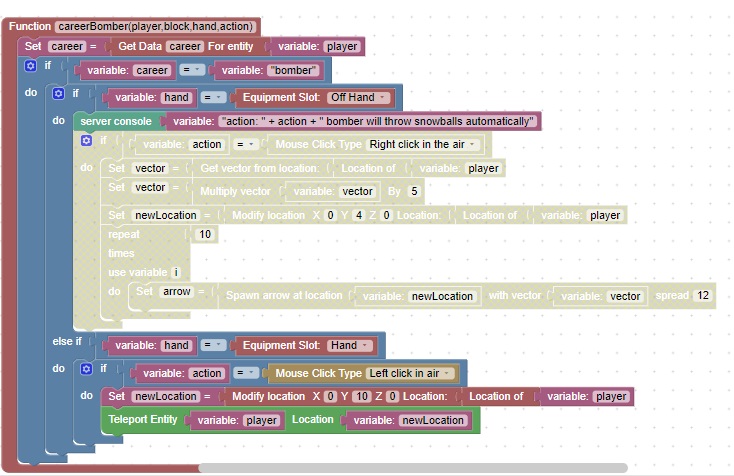 Function careerBomber(player,block,hand,action)
Set career = Get Data career For entity variable: player
if variable: career = variable: "bomber"
do if variable: hand = Equipment Slot: Off Hand
do server console variable: "action: " + action + " bomber will throw snowballs automatically"
if variable: action = Mouse Click Type Right click in the air
do Set vector = Get vector from location: Location of variable: player
Set vector = Multiply vector variable: vector By 5
Set newLocation = Modify location X 0 Y 4 Z 0 Location: Location of variable: player
repeat 10
times
use variable i
do Set arrow = Spawn arrow at location variable: newLocation with vector variable: vector spread 12
else if variable: hand = Equipment Slot: Hand
do if variable: action = Mouse Click Type Left click in air
do Set newLocation = Modify location X 0 Y 10 Z 0 Location: Location of variable: player
Teleport Entity variable: player Location variable: newLocation